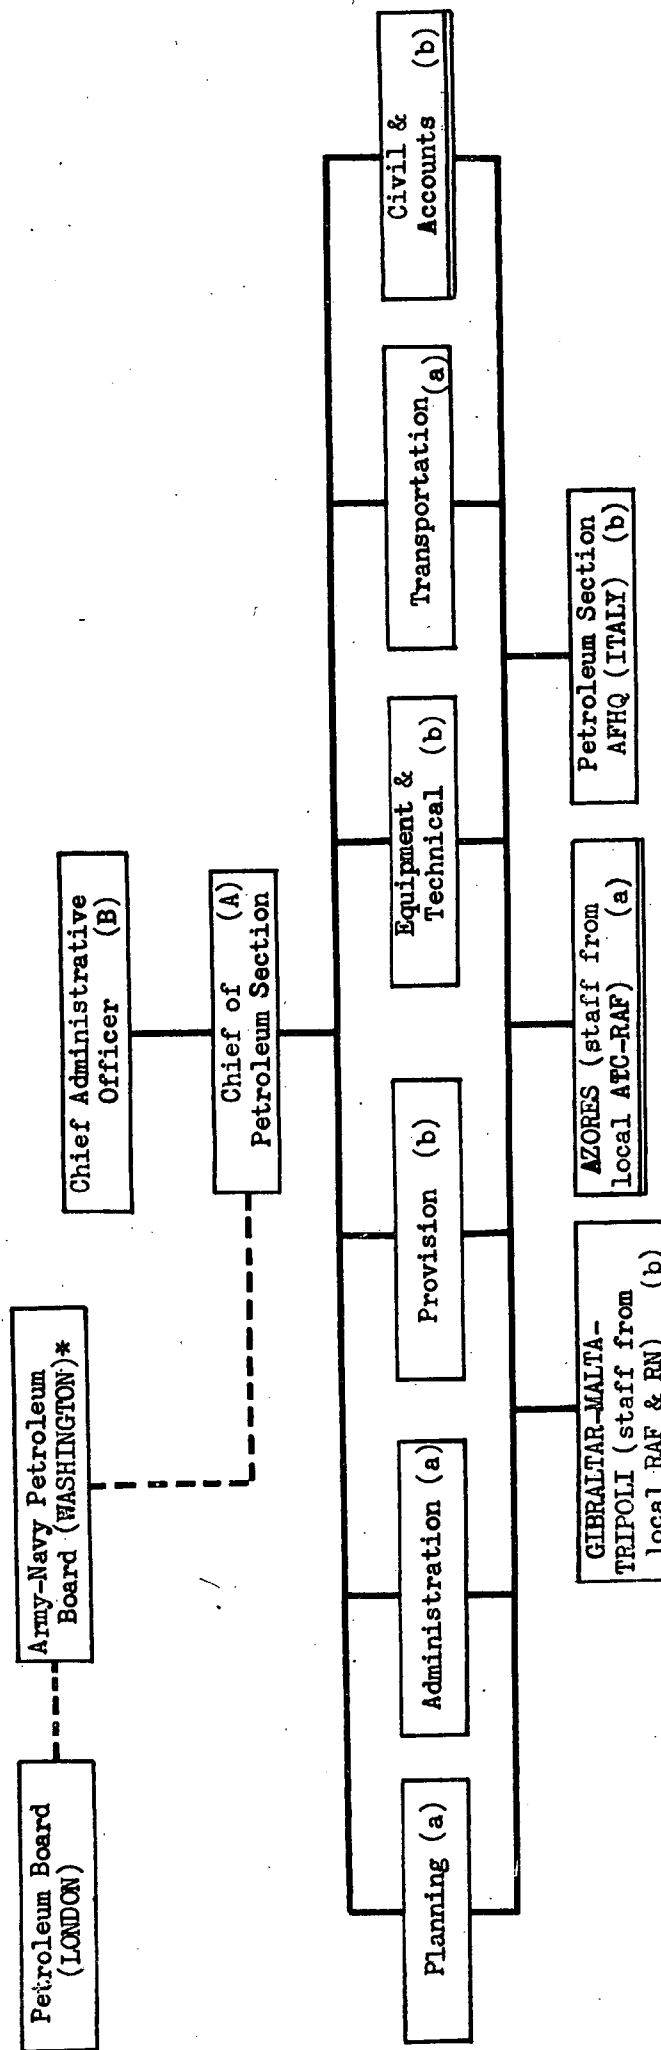 Petroleum Board
(LONDON)
Army-Navy Petroleum
Board (WASHINGTON)*
Chief Administrative
Officer (B)
Chief of (A)
Petroleum Section
Planning (a)
Administration (a)
Provision (b)
Equipment &
Technical (b)
Transportation
(a)
Civil &
Accounts (b)
GIBRALTAR-MALTA-
TRIPOLI (staff from
local RAF & RN) (b)
AZORES (staff from
local ATC-RAF) (a)
Petroleum Section
AFHQ (ITALY) (b)